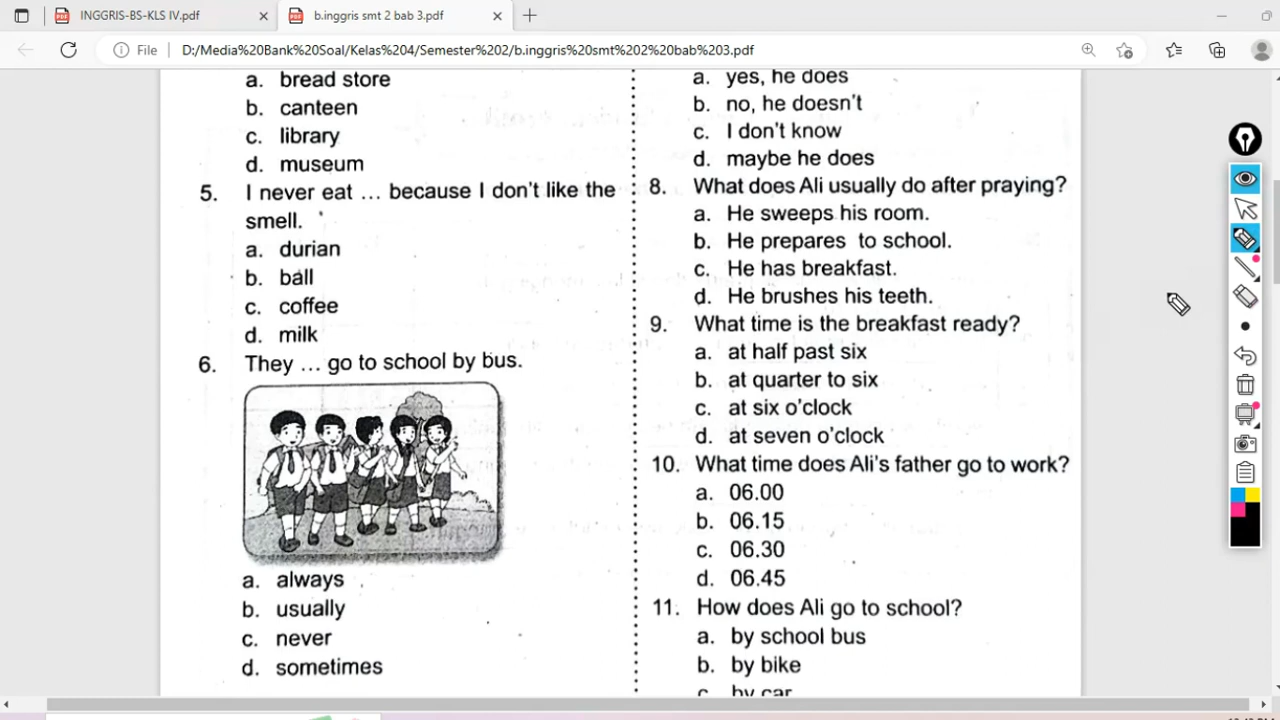 INGGRIS-BS-KLS IV.pdf
b.inggris smt 2 bab 3.pdf
File
D:/Media%20Bank%20Soal/Kelas%204/Semester%202/b.inggris%20smt%202%20bab%203.pdf
a. bread store
b. canteen
c. library
d. museum
5. I never eat ... because I don't like the
smell.
a. durian
b. ball
c. coffee
d. milk
6. They ... go to school by bus.
a. always
b. usually
c. never
d. sometimes
a. yes, he does
b. no, he doesn't
c. I don't know
d. maybe he does
8. What does Ali usually do after praying?
a. He sweeps his room.
b. He prepares to school.
c. He has breakfast.
d. He brushes his teeth.
9. What time is the breakfast ready?
a. at half past six
b. at quarter to six
c. at six o'clock
d. at seven o'clock
10. What time does Ali's father go to work?
a. 06.00
b. 06.15
c. 06.30
d. 06.45
11. How does Ali go to school?
a. by school bus
b. by bike
c. by car